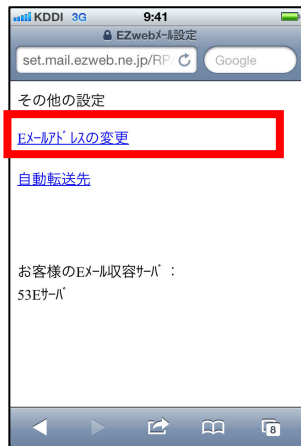 KDDI 3G 9:41
EZwebﾒｰﾙ設定
set.mail.ezweb.ne.jp/RP Google
その他の設定
Eﾒｰﾙｱﾄﾞﾚｽの変更
自動転送先
お客様のEﾒｰﾙ収容ｻｰﾊﾞ：
53Eｻｰﾊﾞ
8